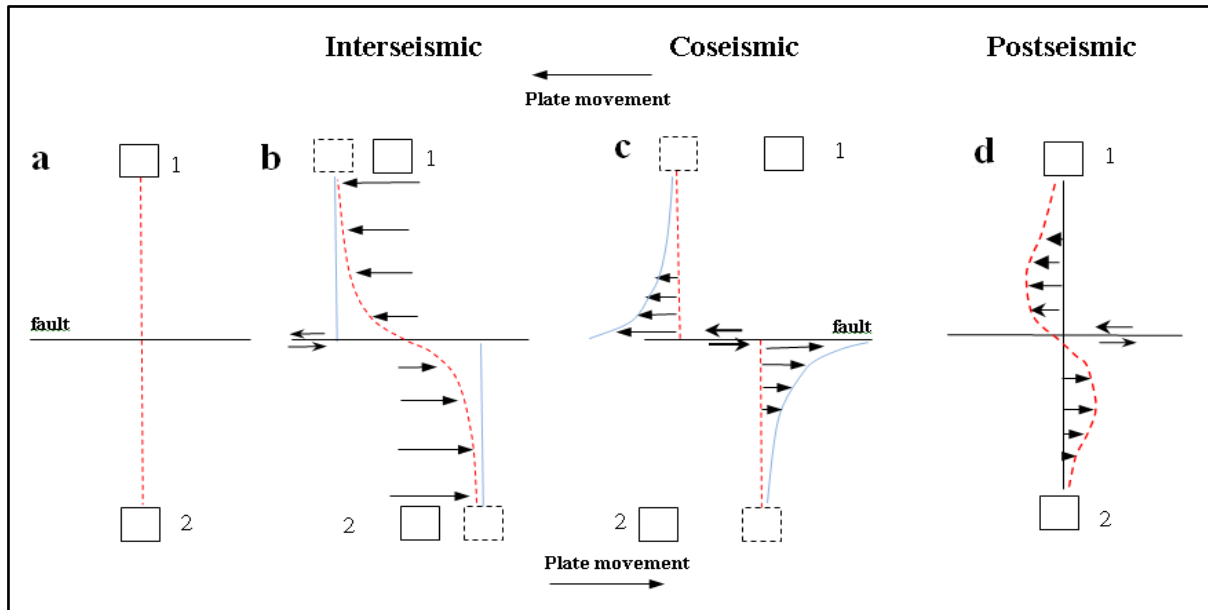 Interseismic
Coseismic
Postseismic
Plate movement
a
1
b
1
c
1
d
1
fault
fault
2
2
2
2
Plate movement